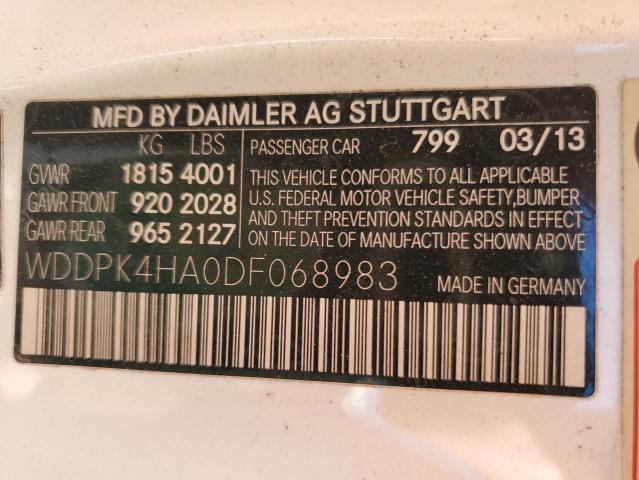 MFD BY DAIMLER AG STUTTGART
KG LBS PASSENGER CAR 799 03/13
GVWR 1815 4001
GAWR FRONT 920 2028
GAWR REAR 965 2127
THIS VEHICLE CONFORMS TO ALL APPLICABLE
U.S. FEDERAL MOTOR VEHICLE SAFETY,BUMPER
AND THEFT PREVENTION STANDARDS IN EFFECT
ON THE DATE OF MANUFACTURE SHOWN ABOVE
WDDPK4HA0DF068983 MADE IN GERMANY